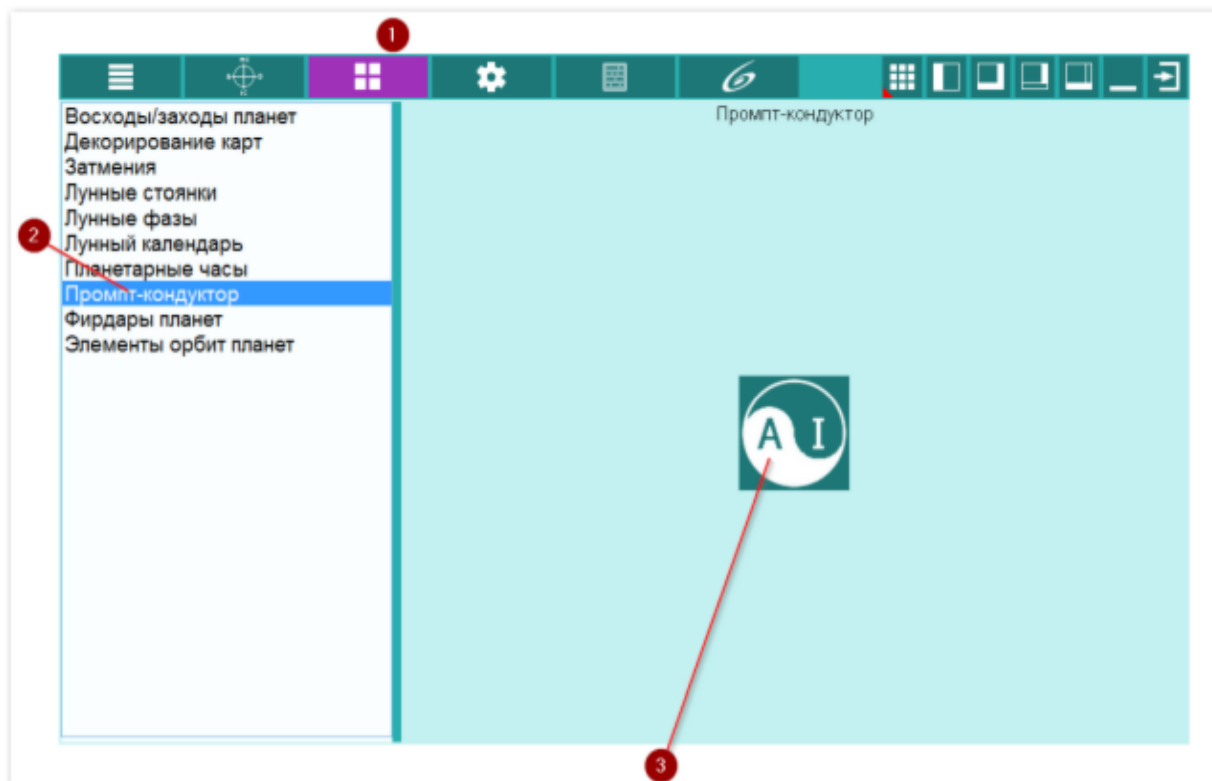 1
Промпт-кондуктор
Восходы/заходы планет
Декорирование карт
Затмения
Лунные стоянки
Лунные фазы
2
Лунный календарь
Планетарные часы
Промпт-кондуктор
Фирдары планет
Элементы орбит планет
A I
3